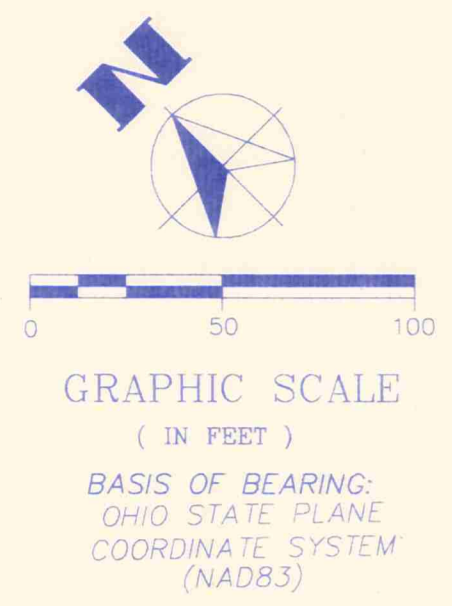 N
0 50 100
GRAPHIC SCALE
( IN FEET )
BASIS OF BEARING:
OHIO STATE PLANE
COORDINATE SYSTEM
(NAD83)